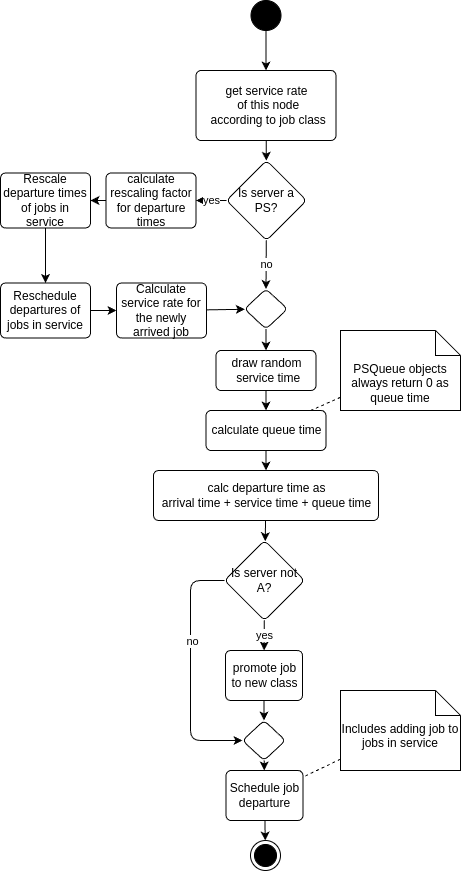 get service rate
of this node
according to job class
Is server a
PS?
yes
calculate
rescaling factor
for departure
times
Rescale
departure times
of jobs in
service
Reschedule
departures of
jobs in service
Calculate
service rate for
the newly
arrived job
no
draw random
service time
PSQueue objects
always return 0 as
queue time
calculate queue time
calc departure time as
arrival time + service time + queue time
Is server not
A?
no
yes
promote job
to new class
Includes adding job to
jobs in service
Schedule job
departure